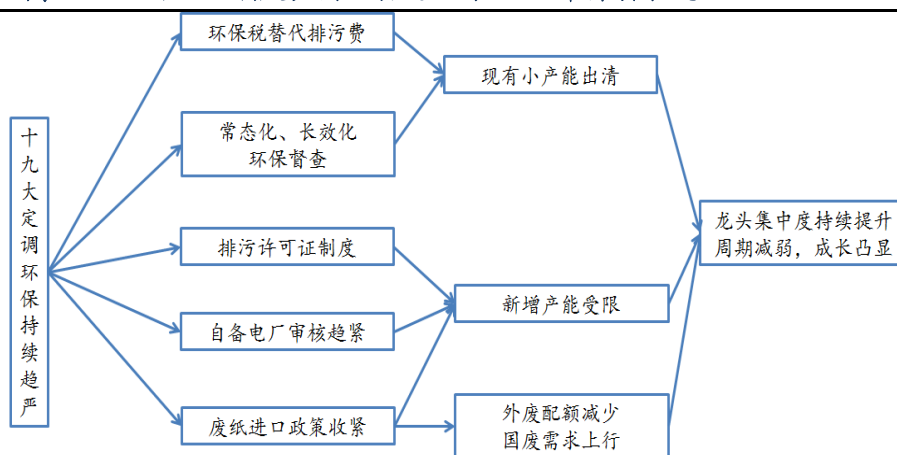 十九大定调环保持续趋严
环保税替代排污费
常态化、长效化
环保督查
排污许可证制度
自备电厂审核趋紧
废纸进口政策收紧
现有小产能出清
新增产能受限
外废配额减少
国废需求上行
龙头集中度持续提升
周期减弱，成长凸显